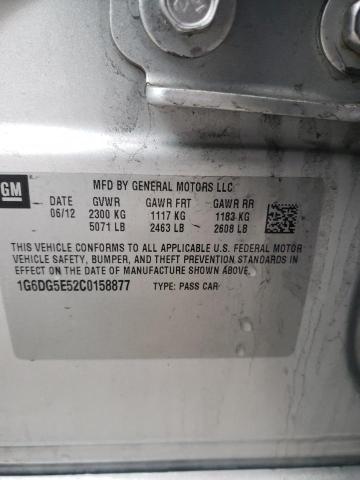 GM
MFD BY GENERAL MOTORS LLC
DATE GVWR GAWR FRT GAWR RR
06/12 2300 KG 1117 KG 1183 KG
5071 LB 2463 LB 2608 LB
THIS VEHICLE CONFORMS TO ALL APPLICABLE U.S. FEDERAL MOTOR
VEHICLE SAFETY, BUMPER, AND THEFT PREVENTION STANDARDS IN
EFFECT ON THE DATE OF MANUFACTURE SHOWN ABOVE.
1G6DG5E52C0158877 TYPE: PASS CAR